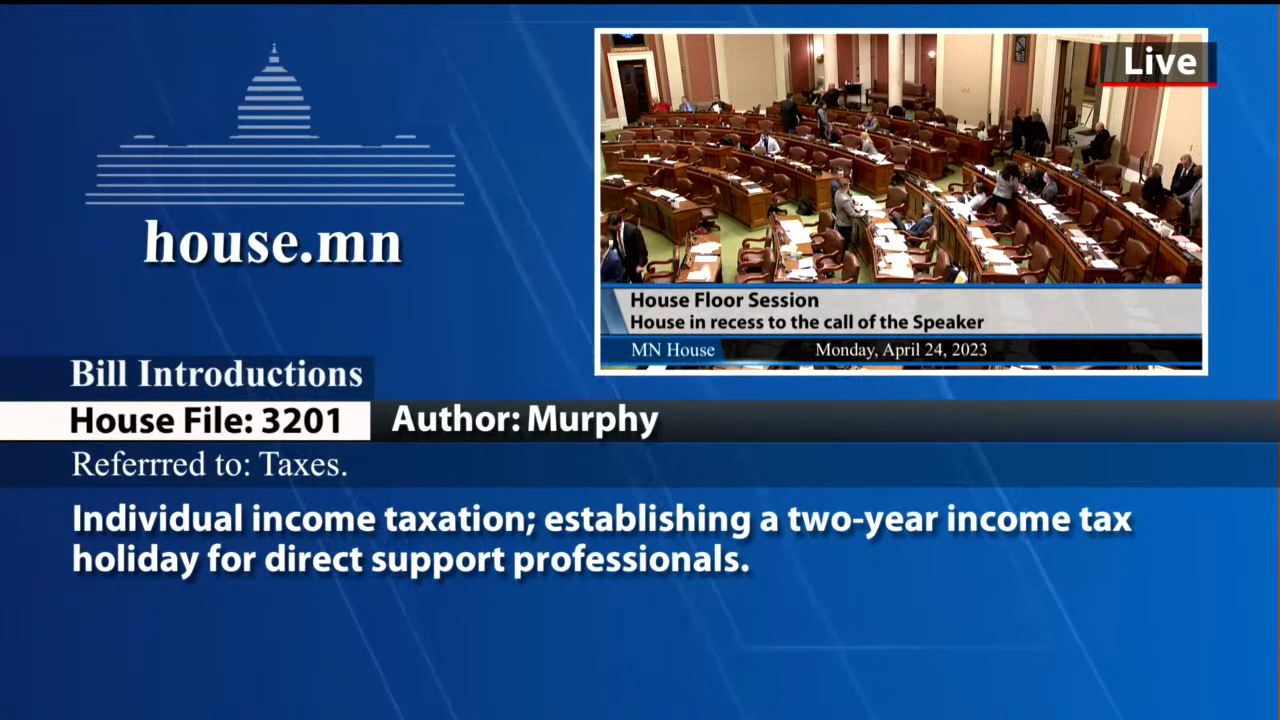 house.mn
Live
House Floor Session
House in recess to the call of the Speaker
MN House Monday, April 24, 2023
Bill Introductions
House File: 3201 Author: Murphy
Referrred to: Taxes.
Individual income taxation; establishing a two-year income tax
holiday for direct support professionals.